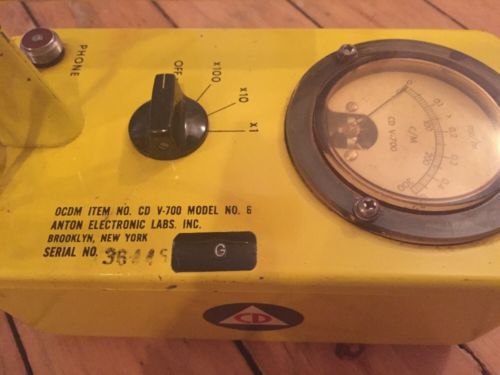 PHONE
OFF
x100
x10
x1
0
C/M
CD V-700
OCDM ITEM NO. CD V-700 MODEL NO. 6
ANTON ELECTRONIC LABS. INC.
BROOKLYN, NEW YORK
SERIAL NO.
G
CD